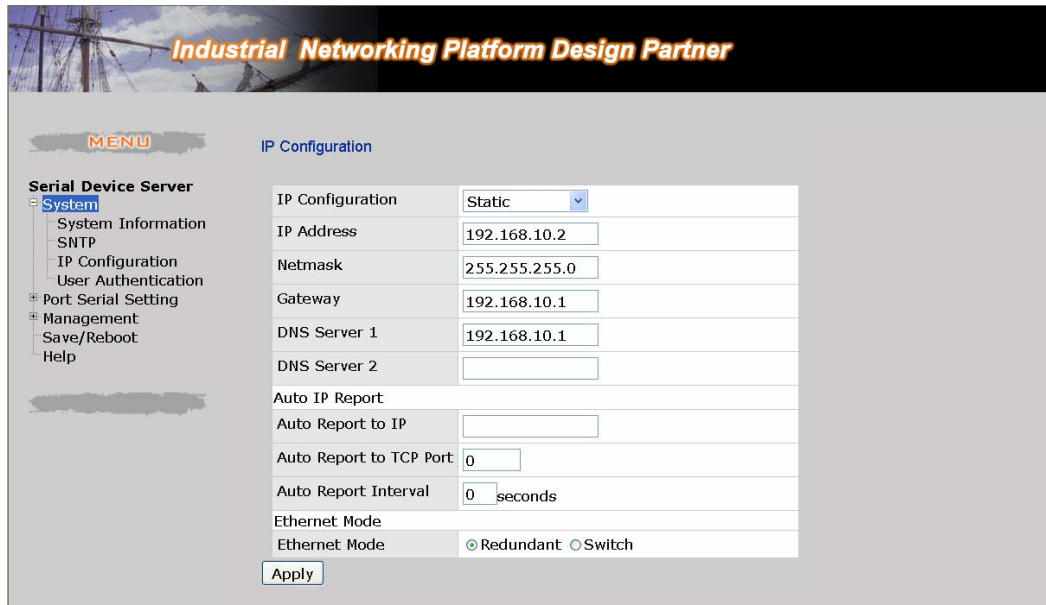 Industrial Networking Platform Design Partner
MENU
Serial Device Server
System
System Information
SNTP
IP Configuration
User Authentication
Port Serial Setting
Management
Save/Reboot
Help
IP Configuration
IP Configuration Static
IP Address 192.168.10.2
Netmask 255.255.255.0
Gateway 192.168.10.1
DNS Server 1 192.168.10.1
DNS Server 2
Auto IP Report
Auto Report to IP
Auto Report to TCP Port 0
Auto Report Interval 0 seconds
Ethernet Mode
Ethernet Mode Redundant Switch
Apply